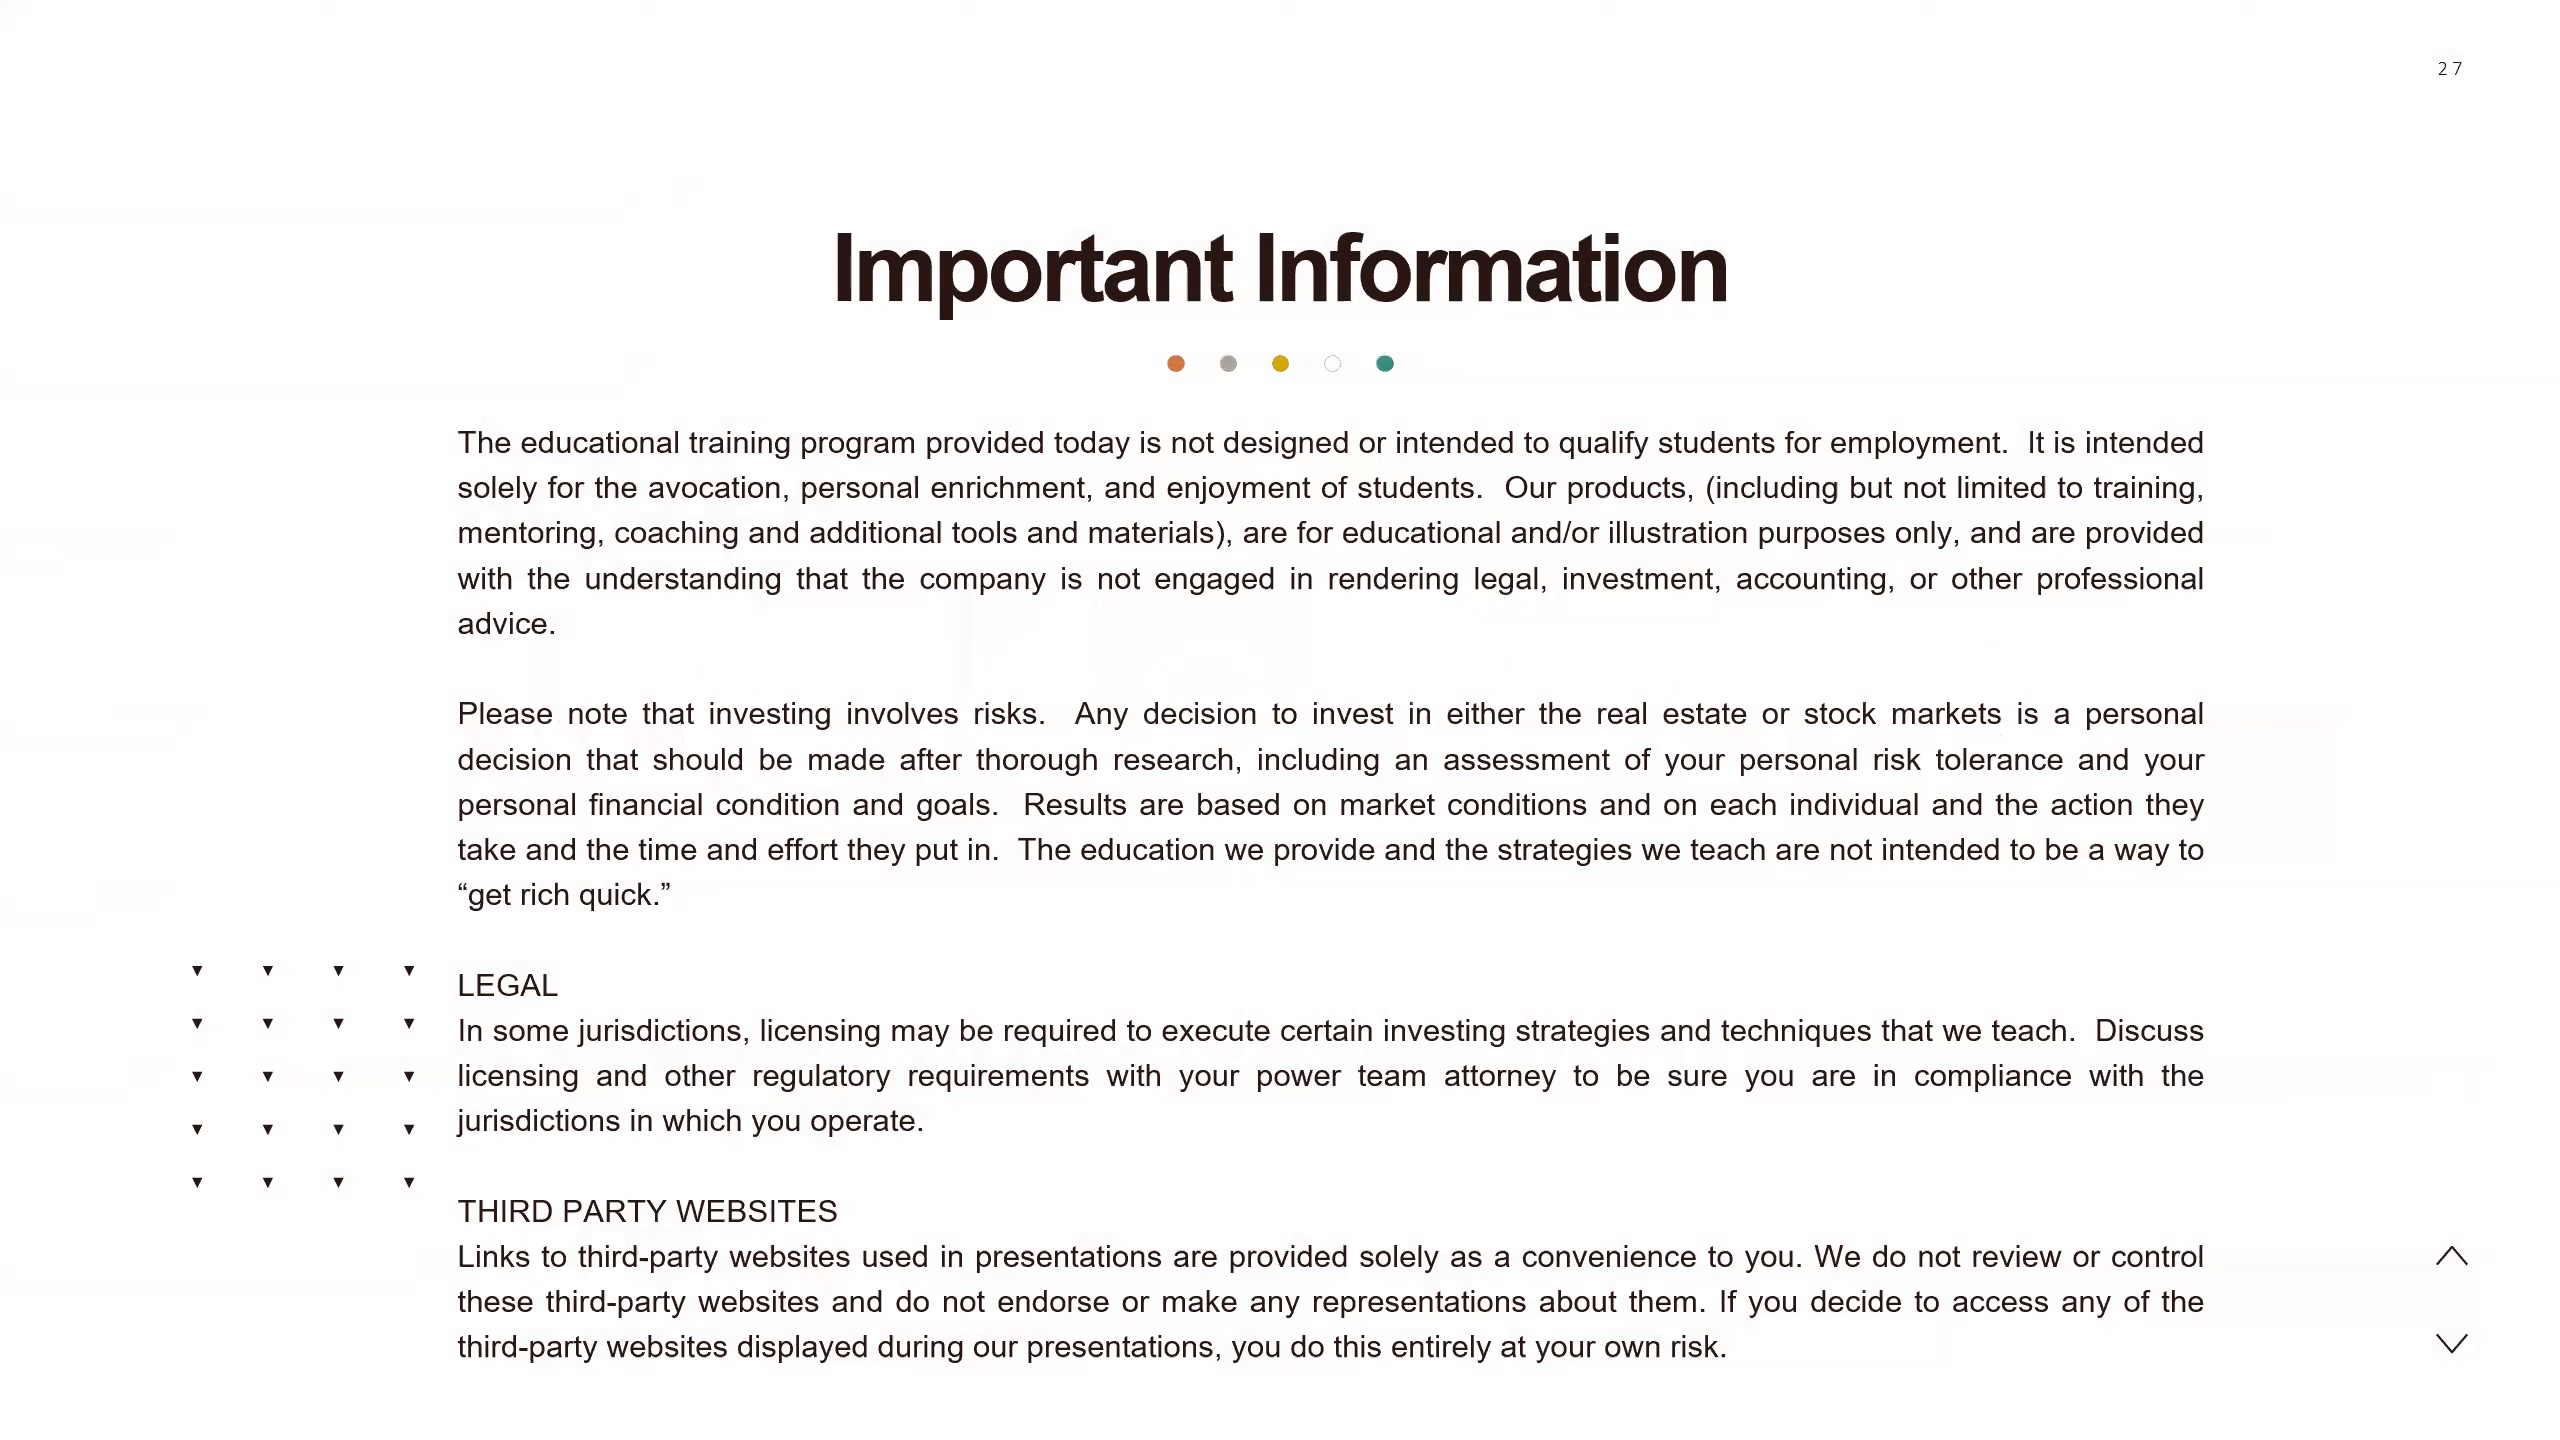 27
Important Information
The educational training program provided today is not designed or intended to qualify students for employment.  It is intended
solely for the avocation, personal enrichment, and enjoyment of students.  Our products, (including but not limited to training,
mentoring, coaching and additional tools and materials), are for educational and/or illustration purposes only, and are provided
with the understanding that the company is not engaged in rendering legal, investment, accounting, or other professional
advice.
Please note that investing involves risks.  Any decision to invest in either the real estate or stock markets is a personal
decision that should be made after thorough research, including an assessment of your personal risk tolerance and your
personal financial condition and goals.  Results are based on market conditions and on each individual and the action they
take and the time and effort they put in.  The education we provide and the strategies we teach are not intended to be a way to
“get rich quick.”
LEGAL
In some jurisdictions, licensing may be required to execute certain investing strategies and techniques that we teach.  Discuss
licensing and other regulatory requirements with your power team attorney to be sure you are in compliance with the
jurisdictions in which you operate.
THIRD PARTY WEBSITES
Links to third-party websites used in presentations are provided solely as a convenience to you. We do not review or control
these third-party websites and do not endorse or make any representations about them. If you decide to access any of the
third-party websites displayed during our presentations, you do this entirely at your own risk.